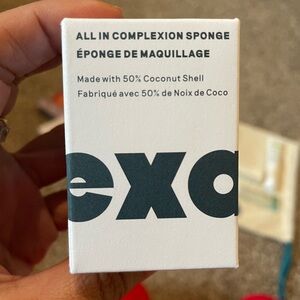 ALL IN COMPLEXION SPONGE
ÉPONGE DE MAQUILLAGE
Made with 50% Coconut Shell
Fabriqué avec 50% de Noix de Coco
exa